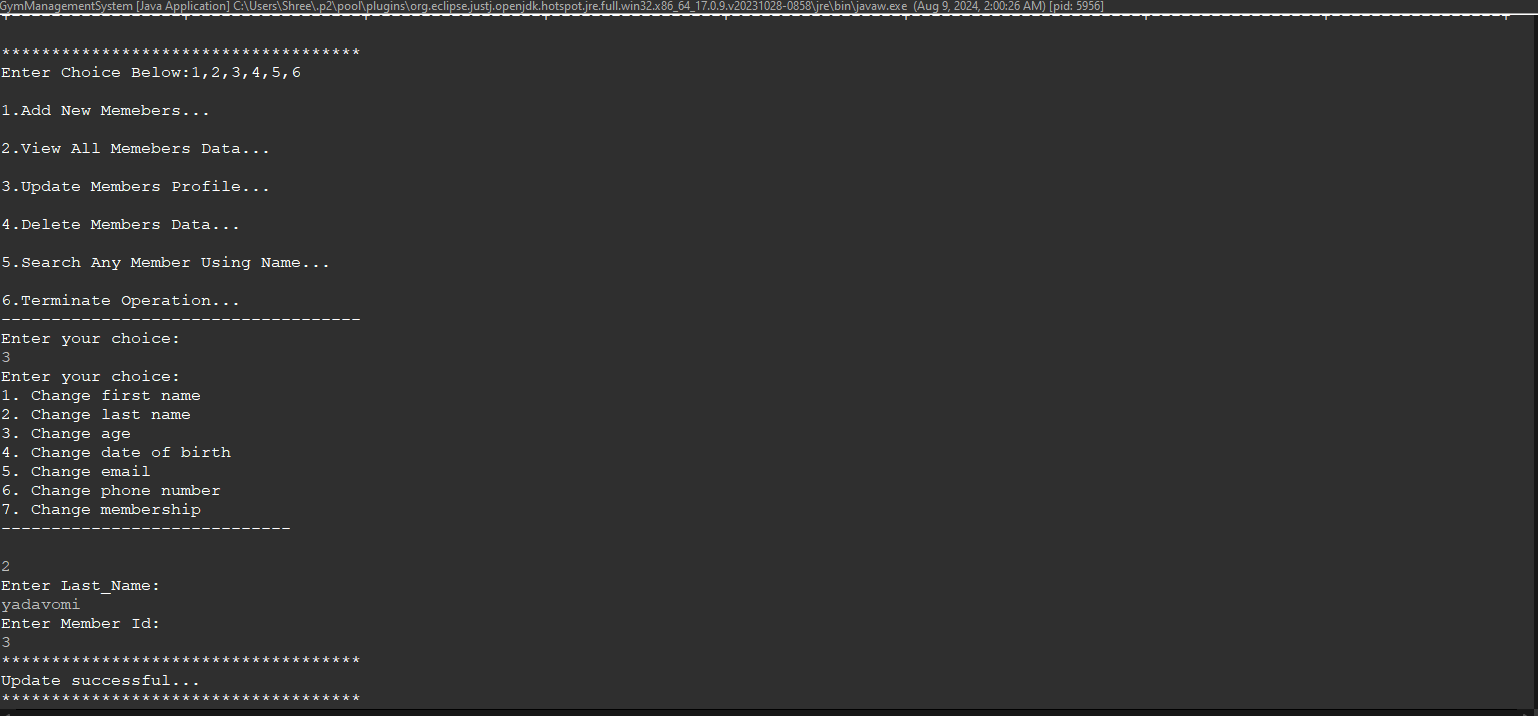 GymManagementSystem [Java Application] C:\Users\Shree\.p2\pool\plugins\org.eclipse.justj.openjdk.hotspot.jre.full.win32.x86_64_17.0.9.v20231028-0858\jre\bin\javaw.exe (Aug 9, 2024, 2:00:26 AM) [pid: 5956]
************************************
Enter Choice Below:1,2,3,4,5,6
1.Add New Memebers...
2.View All Memebers Data...
3.Update Members Profile...
4.Delete Members Data...
5.Search Any Member Using Name...
6.Terminate Operation...
------------------------------------
Enter your choice:
3
Enter your choice:
1. Change first name
2. Change last name
3. Change age
4. Change date of birth
5. Change email
6. Change phone number
7. Change membership
-----------------------------
2
Enter Last_Name:
yadavomi
Enter Member Id:
3
************************************
Update successful...
************************************